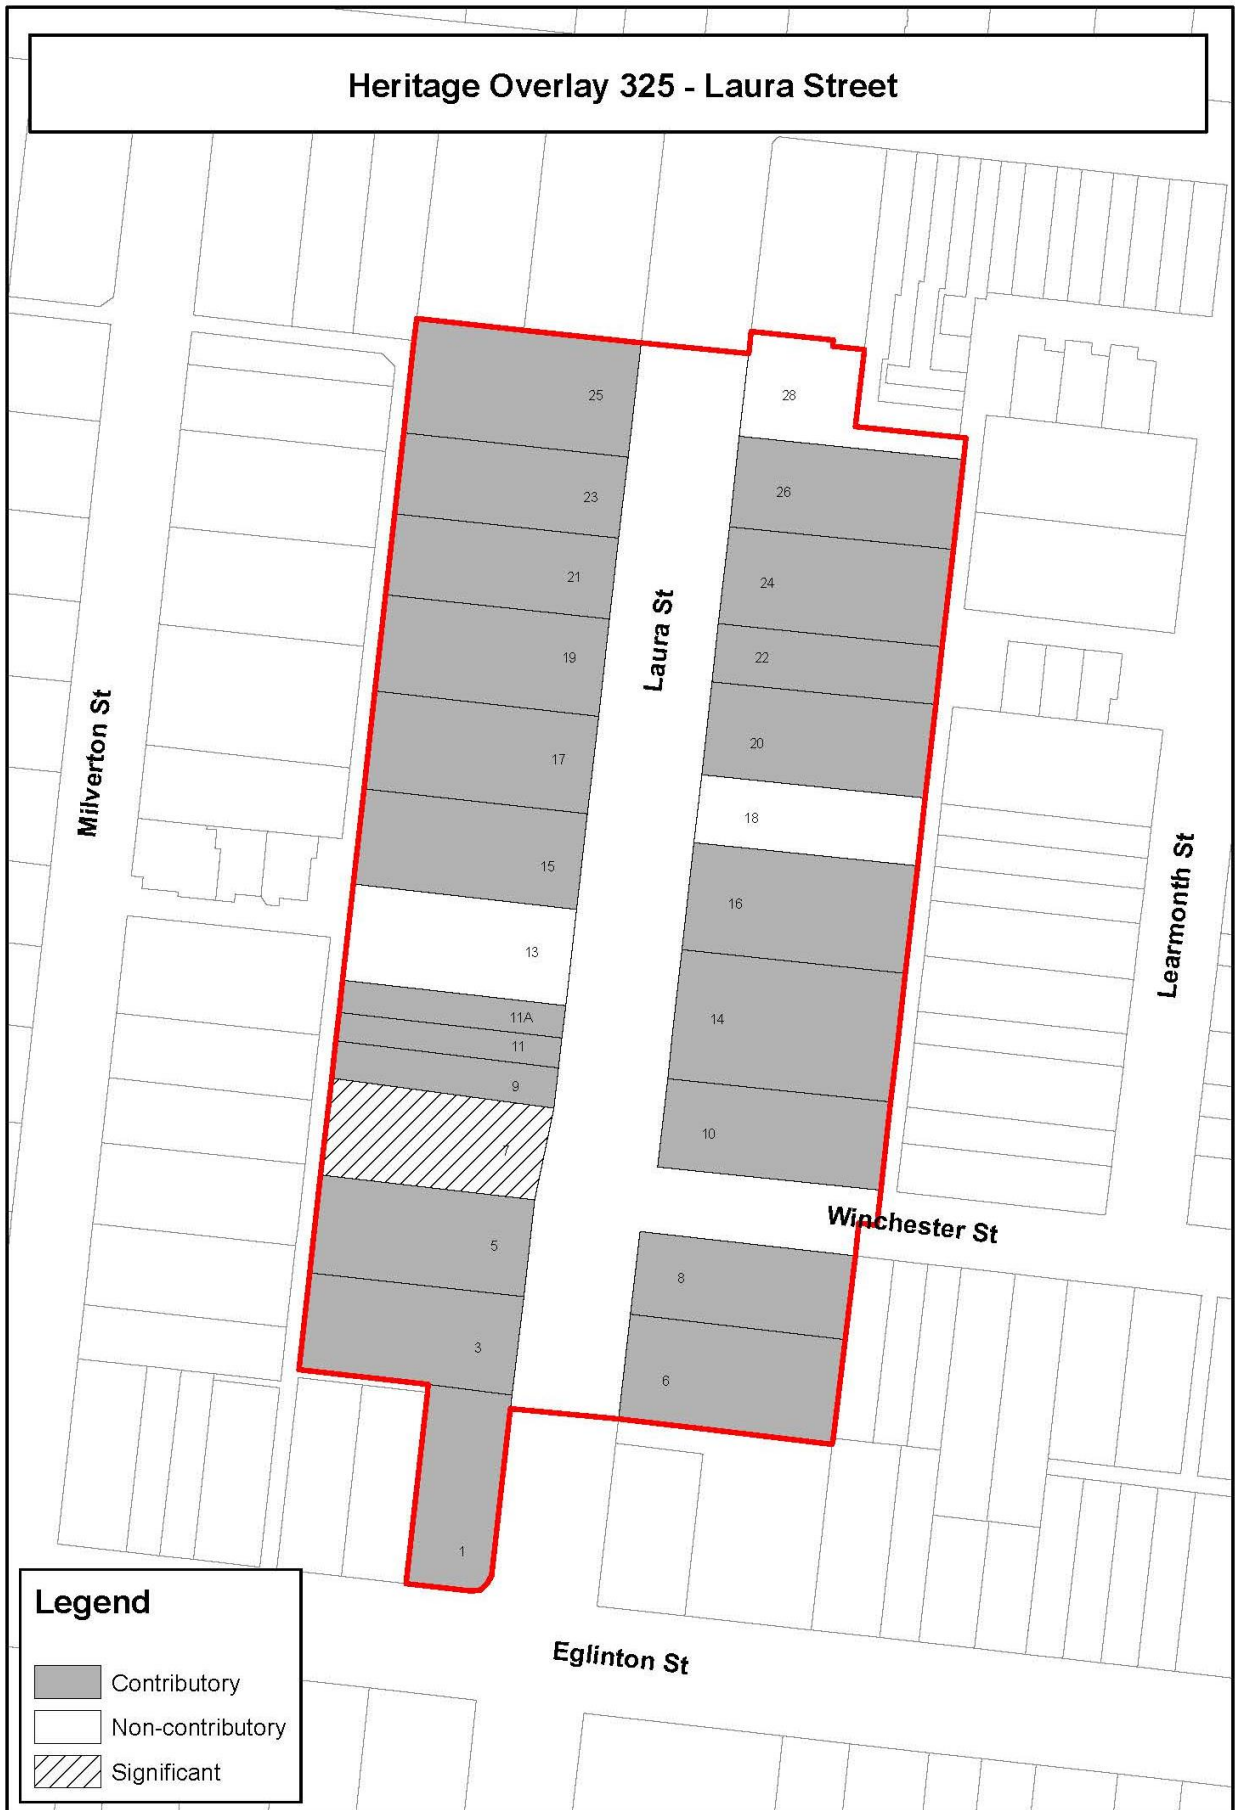 Heritage Overlay 325 - Laura Street
25
28
23
26
21
24
Laura St
19
22
Milverton St
17
20
18
15
16
Learmonth St
13
11A
14
11
9
7
10
Winchester St
5
8
3
6
1
Eglinton St
Legend
Contributory
Non-contributory
Significant